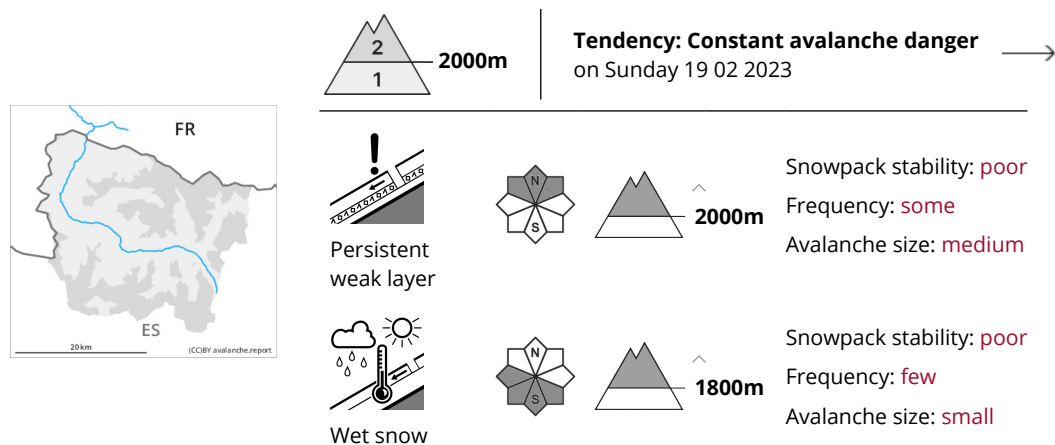 2
1
2000m
Tendency: Constant avalanche danger
on Sunday 19 02 2023
FR
ES
20 km
(CC)BY avalanche.report
Persistent
weak layer
N
S
2000m
Snowpack stability: poor
Frequency: some
Avalanche size: medium
Wet snow
N
S
1800m
Snowpack stability: poor
Frequency: few
Avalanche size: small